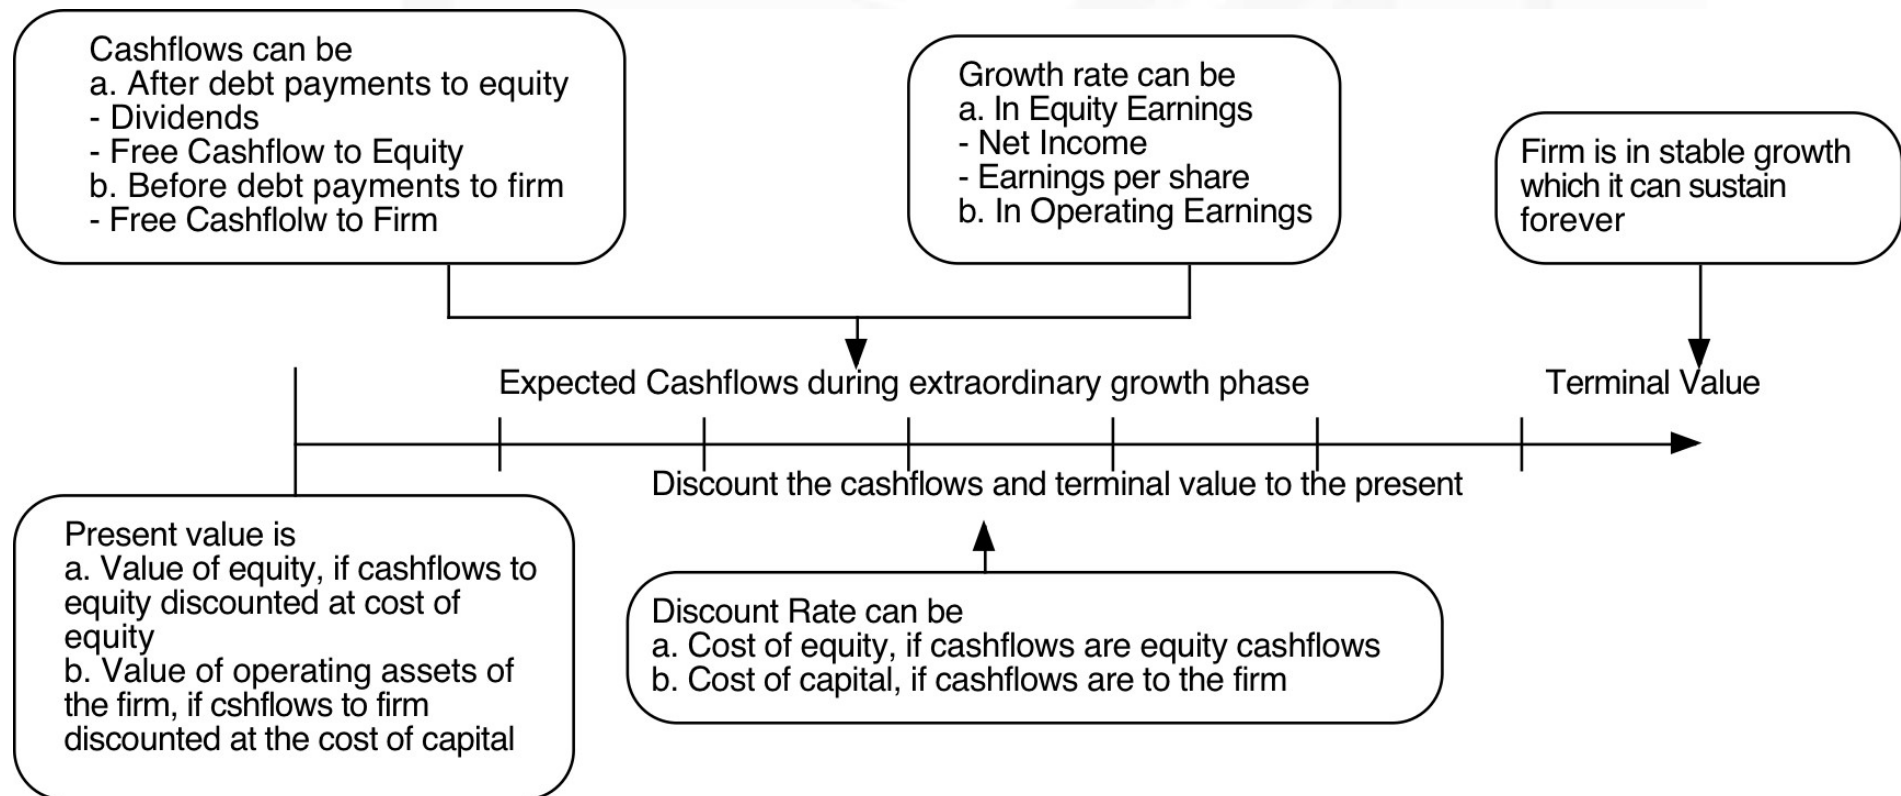 Cashflows can be
a. After debt payments to equity
- Dividends
- Free Cashflow to Equity
b. Before debt payments to firm
- Free Cashflolw to Firm
Growth rate can be
a. In Equity Earnings
- Net Income
- Earnings per share
b. In Operating Earnings
Firm is in stable growth
which it can sustain
forever
Expected Cashflows during extraordinary growth phase
Terminal Value
Discount the cashflows and terminal value to the present
Present value is
a. Value of equity, if cashflows to
equity discounted at cost of
equity
b. Value of operating assets of
the firm, if cshflows to firm
discounted at the cost of capital
Discount Rate can be
a. Cost of equity, if cashflows are equity cashflows
b. Cost of capital, if cashflows are to the firm